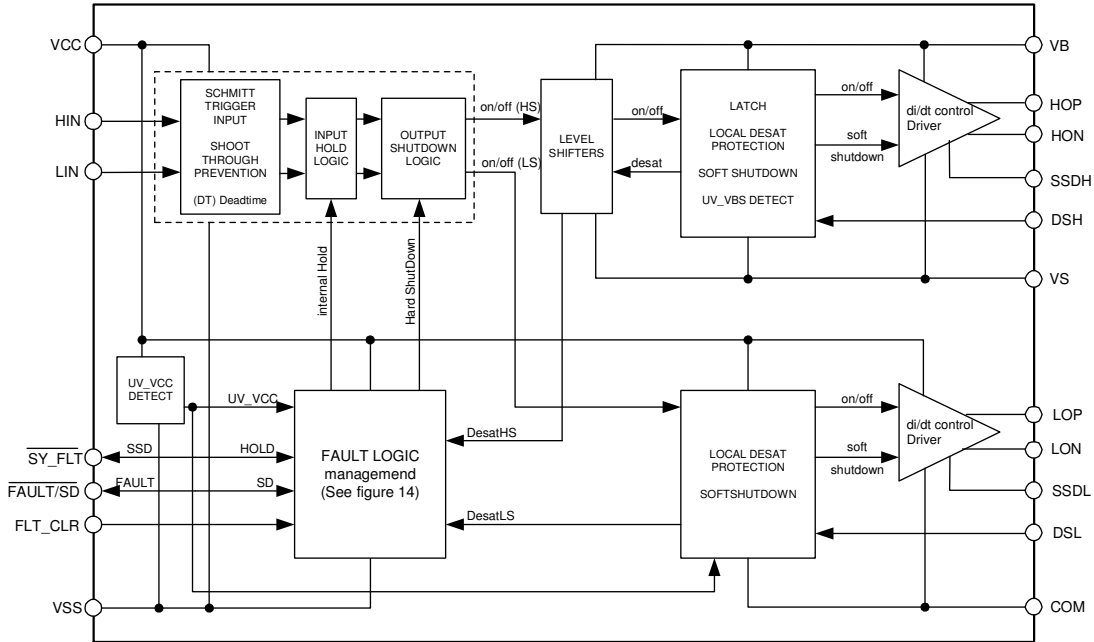 VCC
HIN
LIN
SCHMITT
TRIGGER
INPUT
SHOOT
THROUGH
PREVENTION
(DT) Deadtime
INPUT
HOLD
LOGIC
OUTPUT
SHUTDOWN
LOGIC
on/off (HS)
on/off (LS)
LEVEL
SHIFTERS
on/off
desat
LATCH
LOCAL DESAT
PROTECTION
SOFT SHUTDOWN
UV_VBS DETECT
on/off
soft
shutdown
di/dt control
Driver
VB
HOP
HON
SSDH
DSH
VS
internal Hold
Hard ShutDown
UV_VCC
DETECT
UV_VCC
SY_FLT
SSD
HOLD
FAULT/SD
FAULT
SD
FLT_CLR
VSS
FAULT LOGIC
managemend
(See figure 14)
DesatHS
DesatLS
LOCAL DESAT
PROTECTION
SOFTSHUTDOWN
on/off
soft
shutdown
di/dt control
Driver
LOP
LON
SSDL
DSL
COM